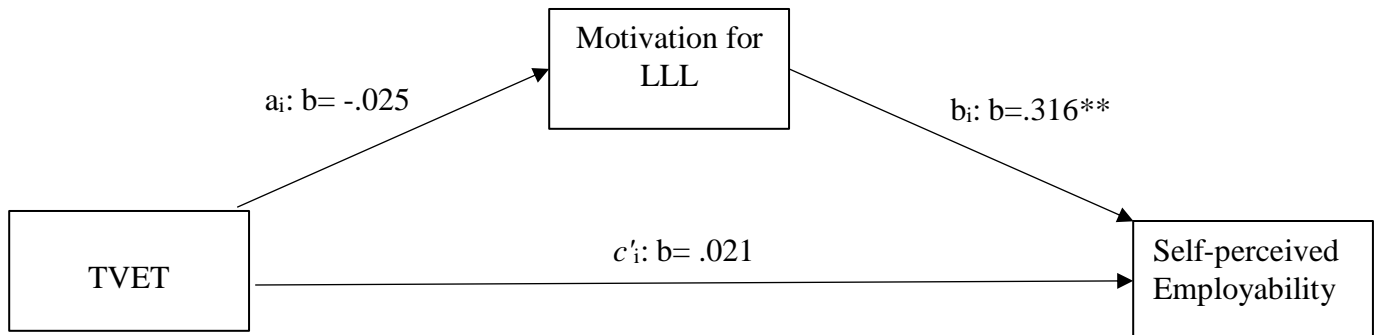 Motivation for
LLL
aᵢ: b= -.025
bᵢ: b=.316**
TVET
c'ᵢ: b= .021
Self-perceived
Employability